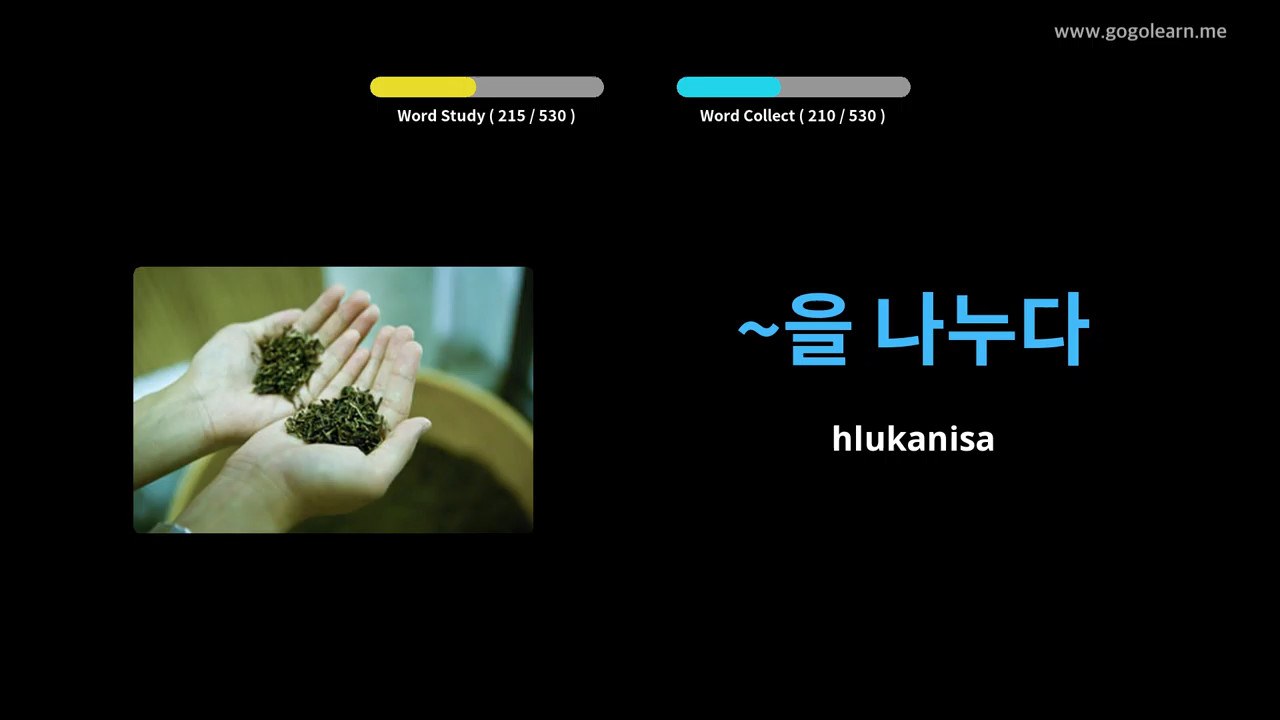 www.gogolearn.me
Word Study ( 215 / 530 )
Word Collect ( 210 / 530 )
~을 나누다
hlukanisa